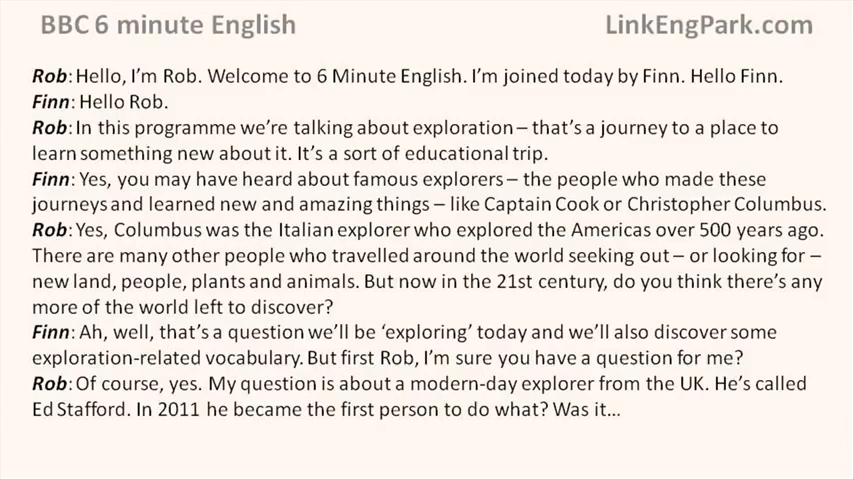 BBC 6 minute English
LinkEngPark.com
Rob: Hello, I’m Rob. Welcome to 6 Minute English. I’m joined today by Finn. Hello Finn.
Finn: Hello Rob.
Rob: In this programme we’re talking about exploration – that’s a journey to a place to
learn something new about it. It’s a sort of educational trip.
Finn: Yes, you may have heard about famous explorers – the people who made these
journeys and learned new and amazing things – like Captain Cook or Christopher Columbus.
Rob: Yes, Columbus was the Italian explorer who explored the Americas over 500 years ago.
There are many other people who travelled around the world seeking out – or looking for –
new land, people, plants and animals. But now in the 21st century, do you think there’s any
more of the world left to discover?
Finn: Ah, well, that’s a question we’ll be ‘exploring’ today and we’ll also discover some
exploration-related vocabulary. But first Rob, I’m sure you have a question for me?
Rob: Of course, yes. My question is about a modern-day explorer from the UK. He’s called
Ed Stafford. In 2011 he became the first person to do what? Was it…